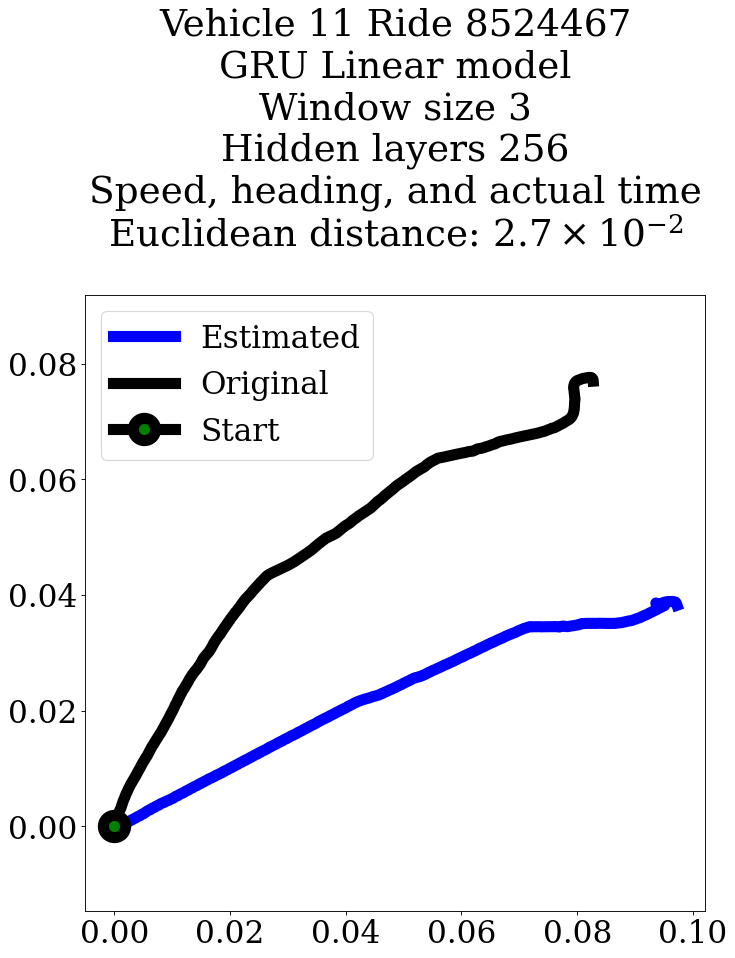 Vehicle 11 Ride 8524467
GRU Linear model
Window size 3
Hidden layers 256
Speed, heading, and actual time
Euclidean distance: 2.7 × 10⁻²
Estimated
Original
Start
0.08
0.06
0.04
0.02
0.00
0.00 0.02 0.04 0.06 0.08 0.10